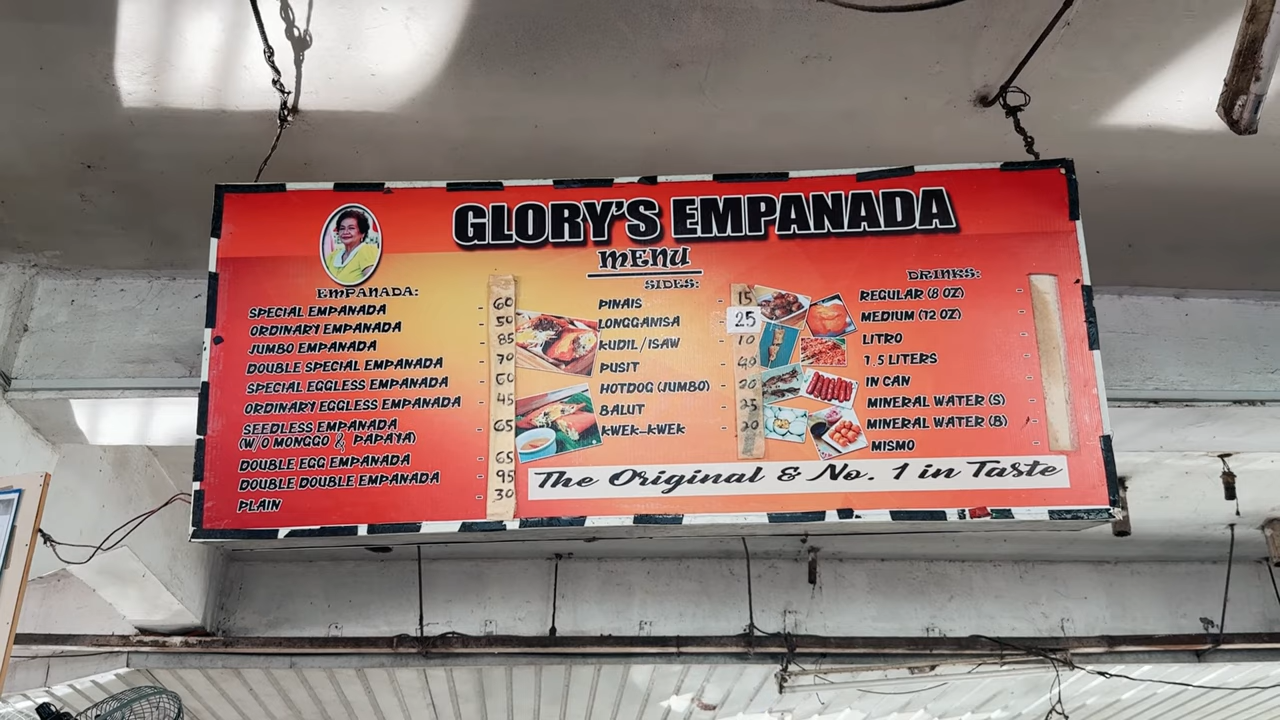 GLORY'S EMPANADA
MENU
EMPANADA:
SPECIAL EMPANADA - 60
ORDINARY EMPANADA - 50
JUMBO EMPANADA - 85
DOUBLE SPECIAL EMPANADA - 70
SPECIAL EGGLESS EMPANADA -
ORDINARY EGGLESS EMPANADA - 45
SEEDLESS EMPANADA
(W/O MONGGO & PAPAYA) - 65
DOUBLE EGG EMPANADA - 65
DOUBLE DOUBLE EMPANADA - 95
PLAIN - 30
SIDES:
PINAIS - 15
LONGGANISA - 25
KUDIL/ISAW - 10
PUSIT - 40
HOTDOG (JUMBO) - 20
BALUT - 25
KWEK-KWEK - 20
DRINKS:
REGULAR (8 OZ) -
MEDIUM (12 OZ) -
LITRO -
1,5 LITERS -
IN CAN -
MINERAL WATER (S) -
MINERAL WATER (B) -
MISMO -
The Original & No. 1 in Taste